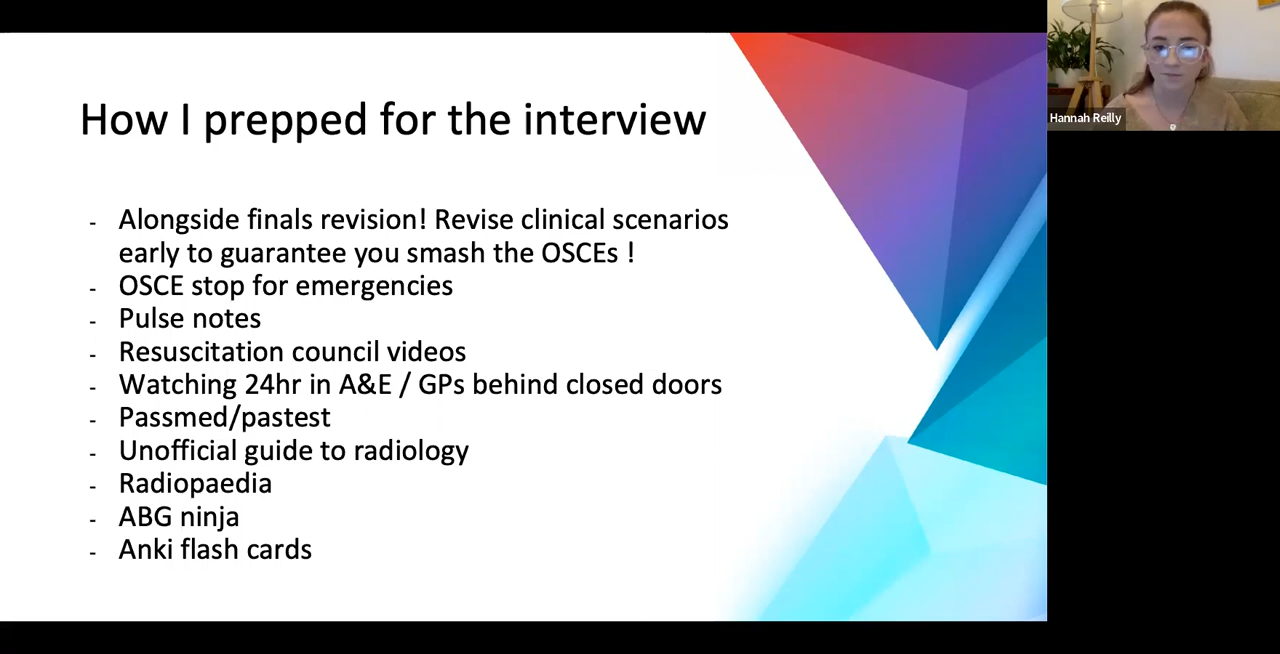 How I prepped for the interview
- Alongside finals revision! Revise clinical scenarios
early to guarantee you smash the OSCEs !
- OSCE stop for emergencies
- Pulse notes
- Resuscitation council videos
- Watching 24hr in A&E / GPs behind closed doors
- Passmed/pastest
- Unofficial guide to radiology
- Radiopaedia
- ABG ninja
- Anki flash cards
Hannah Reilly